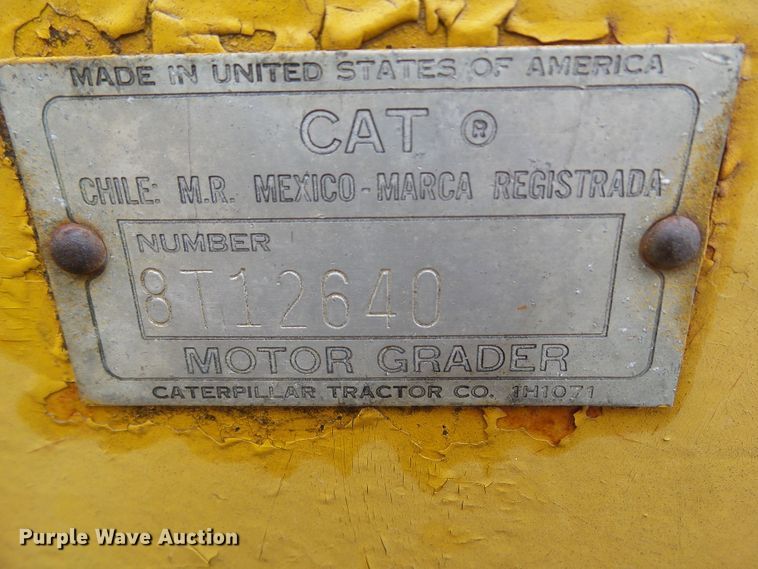 MADE IN UNITED STATES OF AMERICA
CAT ®
CHILE: M.R. MEXICO-MARCA REGISTRADA
NUMBER
8T12640
MOTOR GRADER
CATERPILLAR TRACTOR CO. 1H1071
Purple Wave Auction